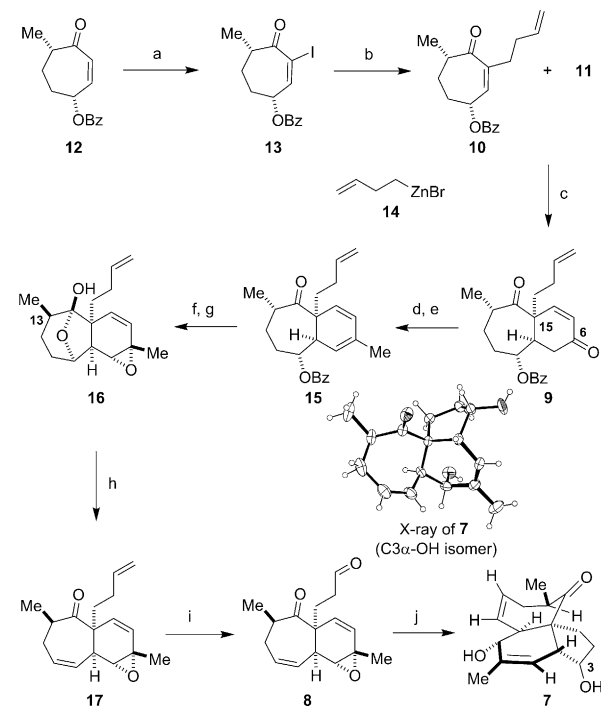 O
O
O
Me
Me
I
Me
a
b
+ 11
OBz
OBz
OBz
12
13
10
ZnBr
14
c
OH
O
O
Me
Me
Me
13
f, g
d, e
6
O
H
H
15
H
O
H
O
Me
Me
OBz
OBz
16
15
9
h
X-ray of 7
(C3α-OH isomer)
O
O
O
H
Me
Me
Me
i
j
H
H
H
H
HO
3
H
Me
H
Me
Me
H
O
O
OH
17
8
7